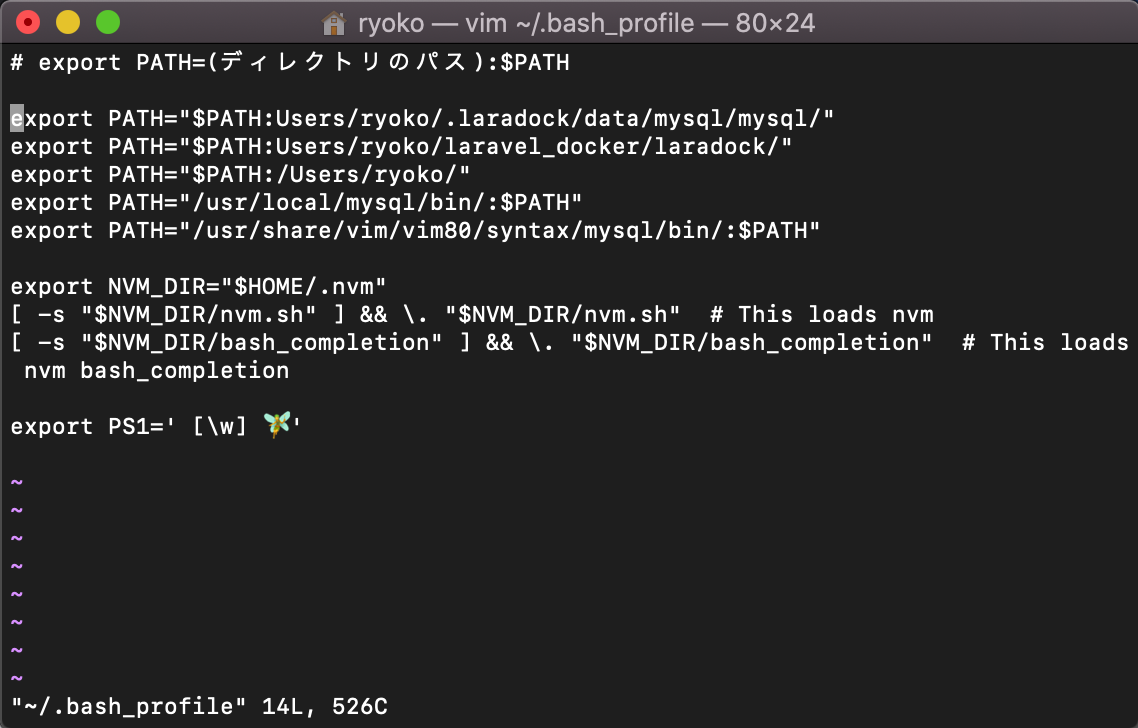 🏠 ryoko — vim ~/.bash_profile — 80×24
# export PATH=(ディレクトリのパス):$PATH
export PATH="$PATH:Users/ryoko/.laradock/data/mysql/mysql/"
export PATH="$PATH:Users/ryoko/laravel_docker/laradock/"
export PATH="$PATH:/Users/ryoko/"
export PATH="/usr/local/mysql/bin/:$PATH"
export PATH="/usr/share/vim/vim80/syntax/mysql/bin/:$PATH"
export NVM_DIR="$HOME/.nvm"
[ -s "$NVM_DIR/nvm.sh" ] && \. "$NVM_DIR/nvm.sh"  # This loads nvm
[ -s "$NVM_DIR/bash_completion" ] && \. "$NVM_DIR/bash_completion"  # This loads
 nvm bash_completion
export PS1=' [\w] 🧚'
~
~
~
~
~
~
~
~
"~/.bash_profile" 14L, 526C